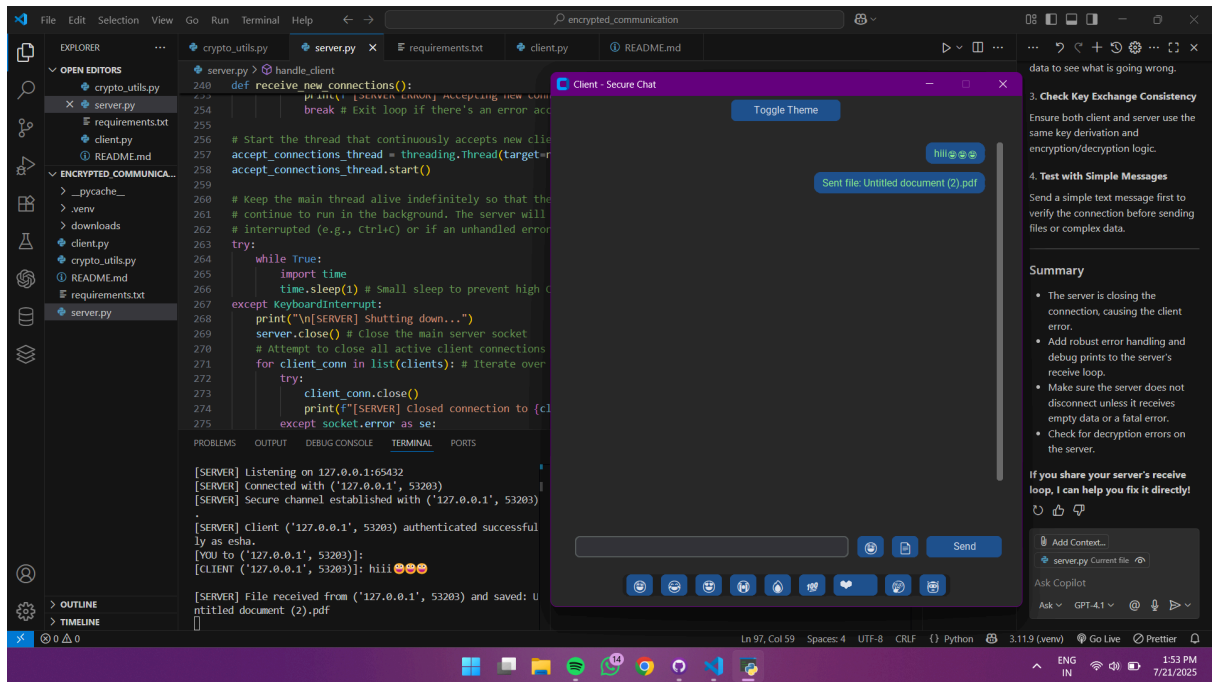 File Edit Selection View Go Run Terminal Help
encrypted_communication
EXPLORER
OPEN EDITORS
crypto_utils.py
server.py
requirements.txt
client.py
README.md
ENCRYPTED_COMMUNICA...
__pycache__
.venv
downloads
client.py
crypto_utils.py
README.md
requirements.txt
server.py
OUTLINE
TIMELINE
crypto_utils.py server.py requirements.txt client.py README.md
server.py > handle_client
240 def receive_new_connections():
253 print(f"[SERVER ERROR] Accepting new conn
254 break # Exit loop if there's an error acc
255
256 # Start the thread that continuously accepts new clie
257 accept_connections_thread = threading.Thread(target=r
258 accept_connections_thread.start()
259
260 # Keep the main thread alive indefinitely so that the
261 # continue to run in the background. The server will
262 # interrupted (e.g., Ctrl+C) or if an unhandled error
263 try:
264 while True:
265 import time
266 time.sleep(1) # Small sleep to prevent high C
267 except KeyboardInterrupt:
268 print("\n[SERVER] Shutting down...")
269 server.close() # Close the main server socket
270 # Attempt to close all active client connections
271 for client_conn in list(clients): # Iterate over
272 try:
273 client_conn.close()
274 print(f"[SERVER] Closed connection to {cl
275 except socket.error as se:
PROBLEMS OUTPUT DEBUG CONSOLE TERMINAL PORTS
[SERVER] Listening on 127.0.0.1:65432
[SERVER] Connected with ('127.0.0.1', 53203)
[SERVER] Secure channel established with ('127.0.0.1', 53203)
.
[SERVER] Client ('127.0.0.1', 53203) authenticated successful
ly as esha.
[YOU to ('127.0.0.1', 53203)]:
[CLIENT ('127.0.0.1', 53203)]: hiii😄😄😄
[SERVER] File received from ('127.0.0.1', 53203) and saved: U
ntitled document (2).pdf
Client - Secure Chat
Toggle Theme
hiii😄😄😄
Sent file: Untitled document (2).pdf
Send
💯
data to see what is going wrong.
3. Check Key Exchange Consistency
Ensure both client and server use the
same key derivation and
encryption/decryption logic.
4. Test with Simple Messages
Send a simple text message first to
verify the connection before sending
files or complex data.
Summary
• The server is closing the
connection, causing the client
error.
• Add robust error handling and
debug prints to the server's
receive loop.
• Make sure the server does not
disconnect unless it receives
empty data or a fatal error.
• Check for decryption errors on
the server.
If you share your server's receive
loop, I can help you fix it directly!
Add Context...
server.py Current file
Ask Copilot
Ask GPT-4.1
0 0
Ln 97, Col 59 Spaces: 4 UTF-8 CRLF {} Python 3.11.9 (.venv) Go Live Prettier
14
ENG
IN
1:53 PM
7/21/2025